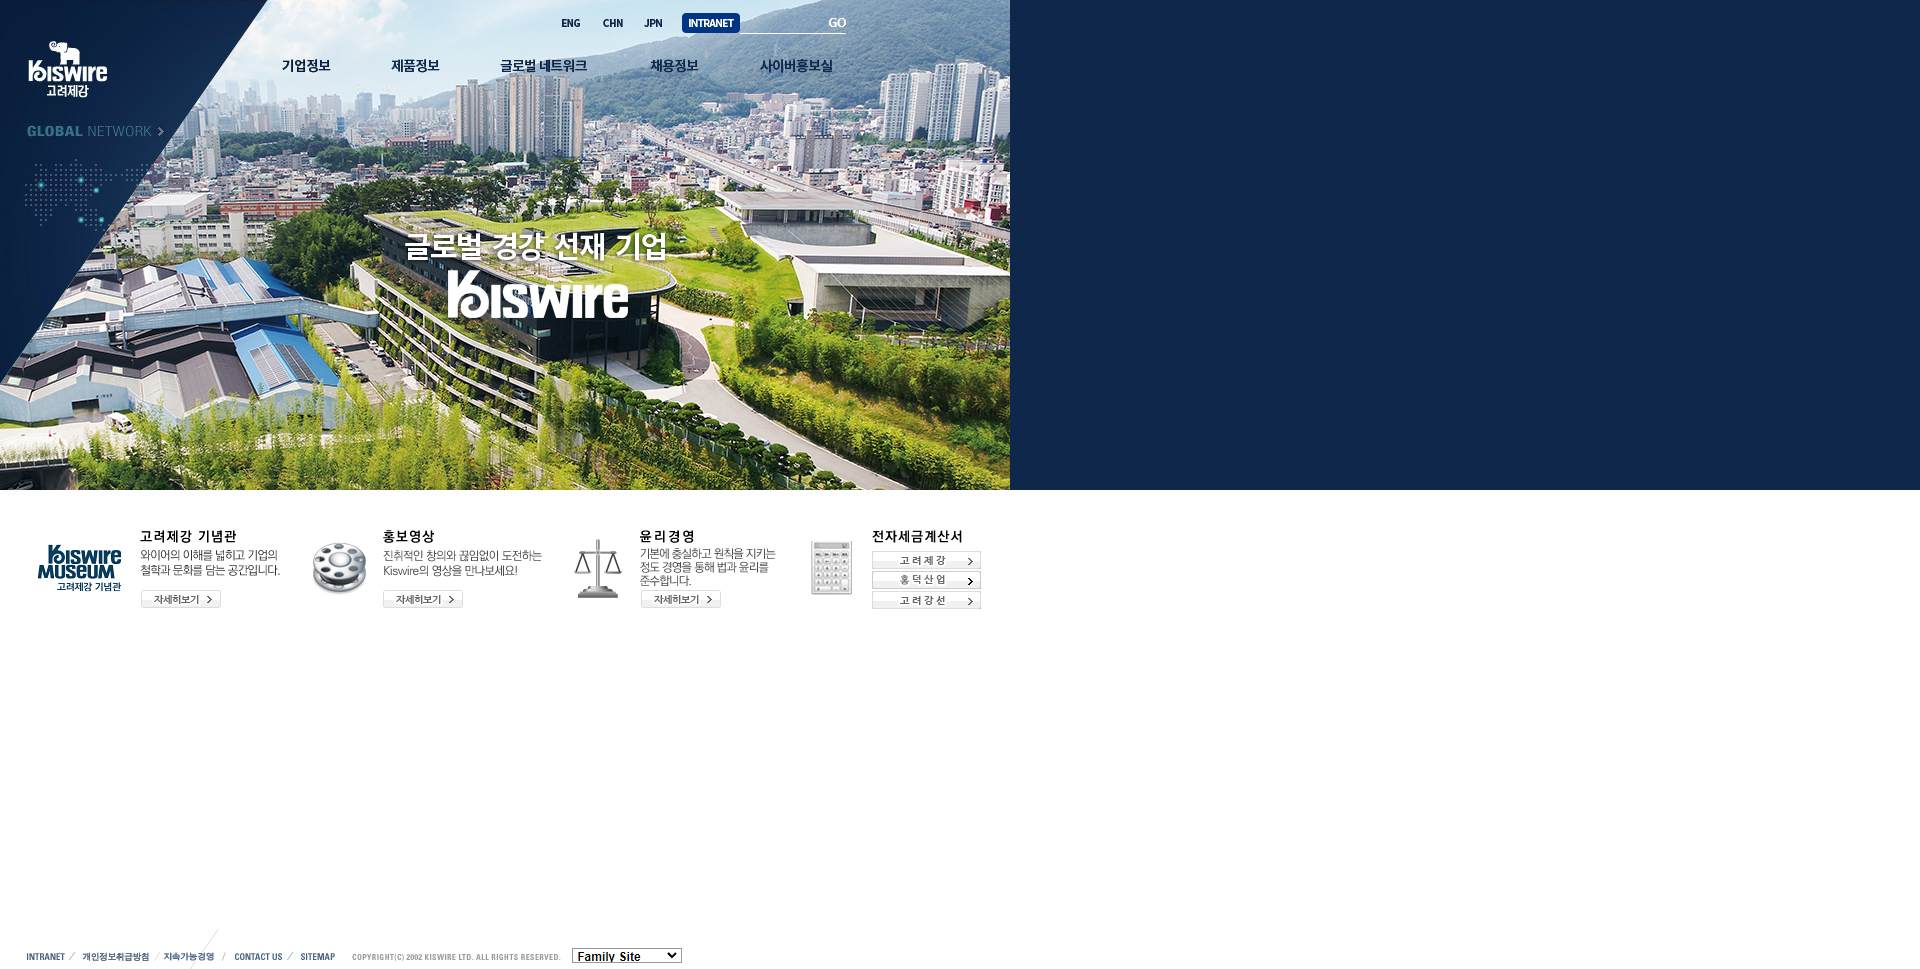 ENG CHN JPN INTRANET GO
Kiswire
고려제강
기업정보 제품정보 글로벌 네트워크 채용정보 사이버홍보실
GLOBAL NETWORK
글로벌 경강 선재 기업
Kiswire
Kiswire
MUSEUM
고려제강 기념관
고려제강 기념관
와이어의 이해를 넓히고 기업의
철학과 문화를 담는 공간입니다.
자세히보기
홍보영상
진취적인 창의와 끊임없이 도전하는
Kiswire의 영상을 만나보세요!
자세히보기
윤리경영
기본에 충실하고 원칙을 지키는
정도 경영을 통해 법과 윤리를
준수합니다.
자세히보기
전자세금계산서
고려제강
홍덕산업
고려강선
INTRANET / 개인정보취급방침 / 지속가능경영 / CONTACT US / SITEMAP COPYRIGHT(C) 2002 KISWIRE LTD. ALL RIGHTS RESERVED. Family Site